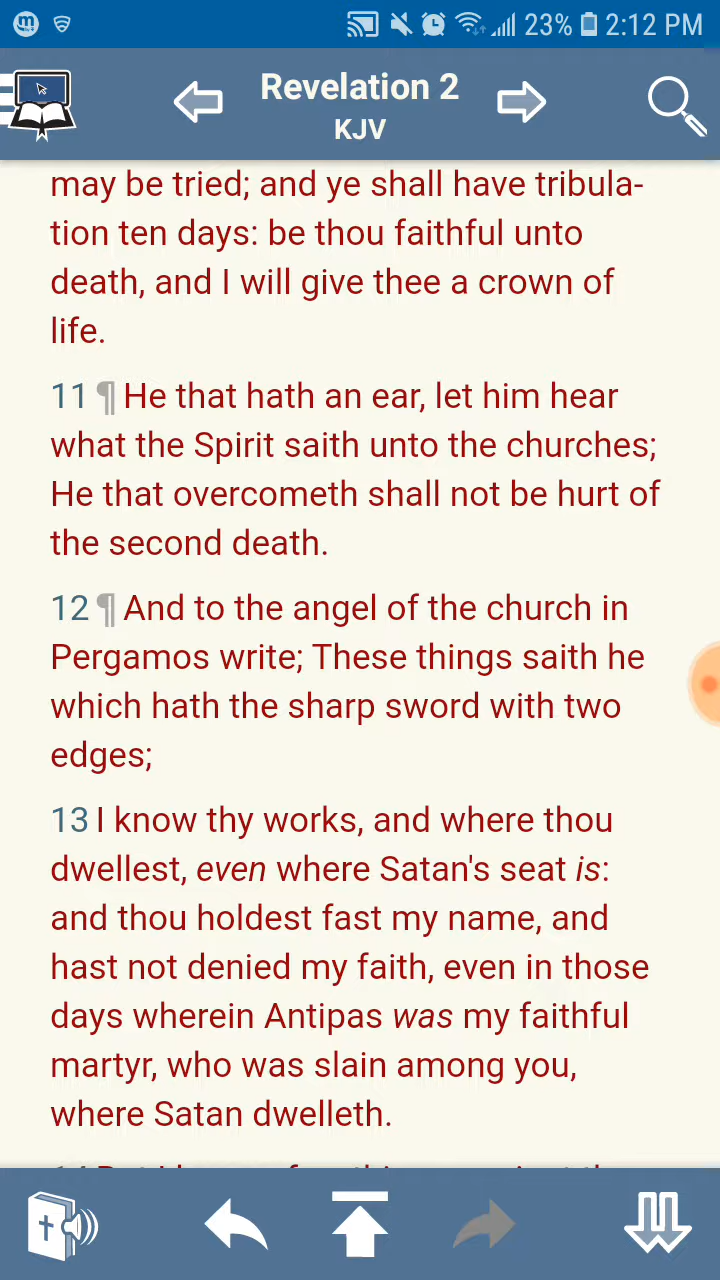 23% 2:12 PM
Revelation 2
KJV
may be tried; and ye shall have tribula-
tion ten days: be thou faithful unto
death, and I will give thee a crown of
life.
11 ¶ He that hath an ear, let him hear
what the Spirit saith unto the churches;
He that overcometh shall not be hurt of
the second death.
12 ¶ And to the angel of the church in
Pergamos write; These things saith he
which hath the sharp sword with two
edges;
13 I know thy works, and where thou
dwellest, even where Satan's seat is:
and thou holdest fast my name, and
hast not denied my faith, even in those
days wherein Antipas was my faithful
martyr, who was slain among you,
where Satan dwelleth.